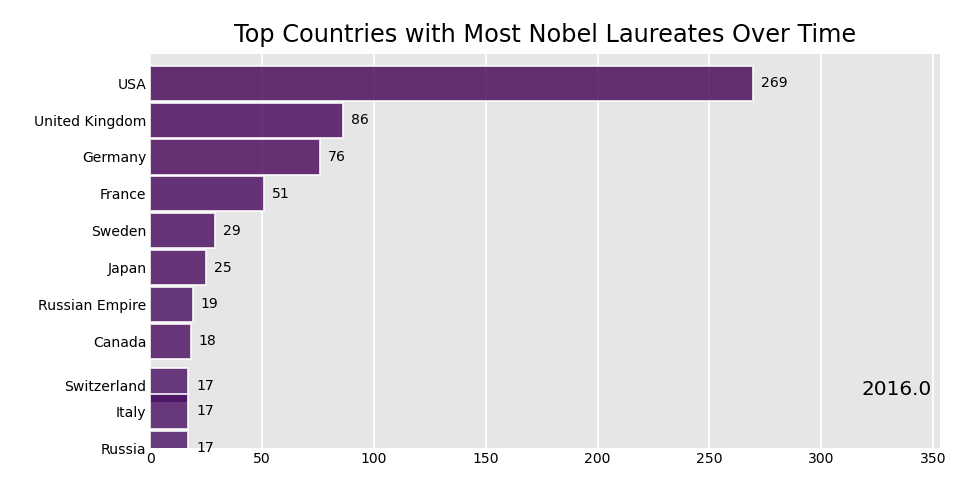 Top Countries with Most Nobel Laureates Over Time
USA 269
United Kingdom 86
Germany 76
France 51
Sweden 29
Japan 25
Russian Empire 19
Canada 18
Switzerland 17
2016.0
Italy 17
Russia 17
0 50 100 150 200 250 300 350